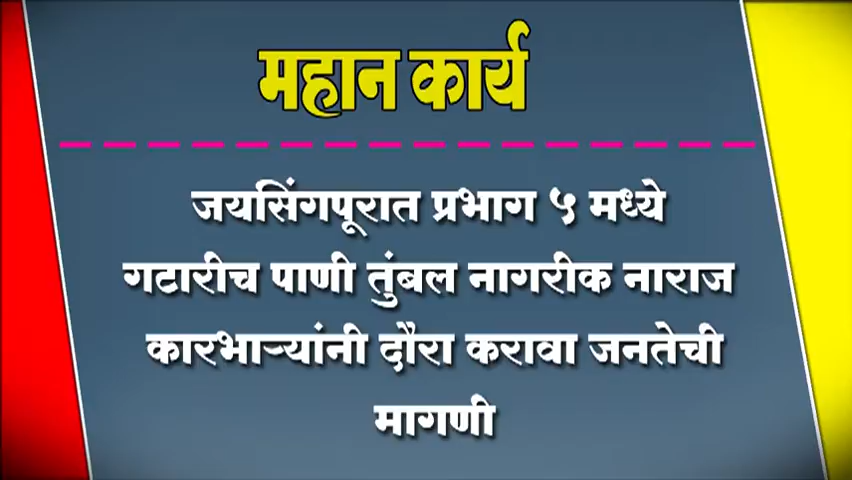 महान कार्य
जयसिंगपूरात प्रभाग ५ मध्ये
गटारीच पाणी तुंबल नागरीक नाराज
कारभाऱ्यांनी दौरा करावा जनतेची
मागणी